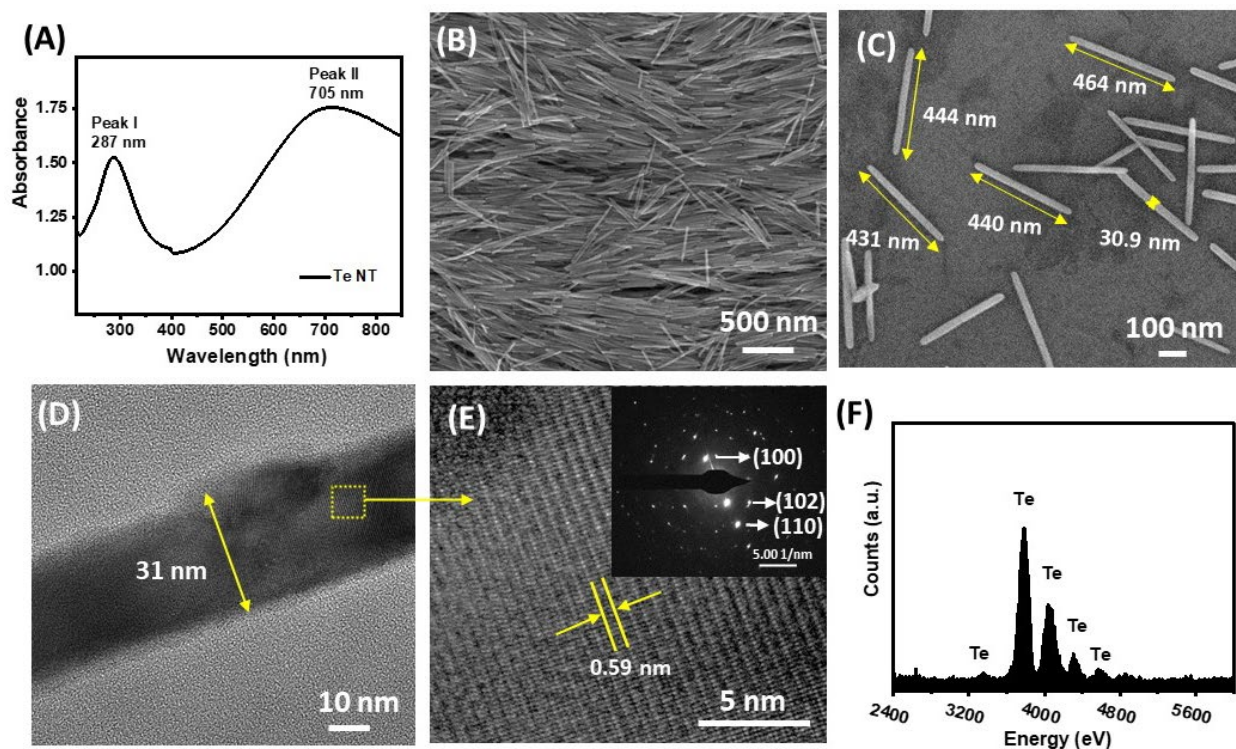 (A)
Peak I
287 nm
Peak II
705 nm
1.75
1.50
1.25
1.00
Absorbance
Te NT
300 400 500 600 700 800
Wavelength (nm)
(B)
500 nm
(C)
464 nm
444 nm
440 nm
431 nm
30.9 nm
100 nm
(D)
31 nm
10 nm
(E)
(100)
(102)
(110)
5.00 1/nm
0.59 nm
5 nm
(F)
Counts (a.u.)
Te
Te
Te
Te
Te
2400 3200 4000 4800 5600
Energy (eV)